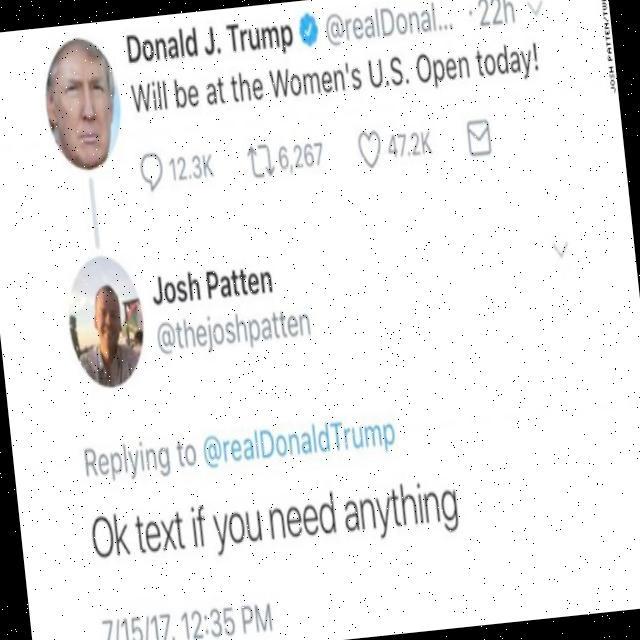 Donald J. Trump @realDonal... · 22h
Will be at the Women's U.S. Open today!
12.3K 6,267 47.2K
Josh Patten
@thejoshpatten
Replying to @realDonaldTrump
Ok text if you need anything
7/15/17, 12:35 PM
JOSH PATTEN/